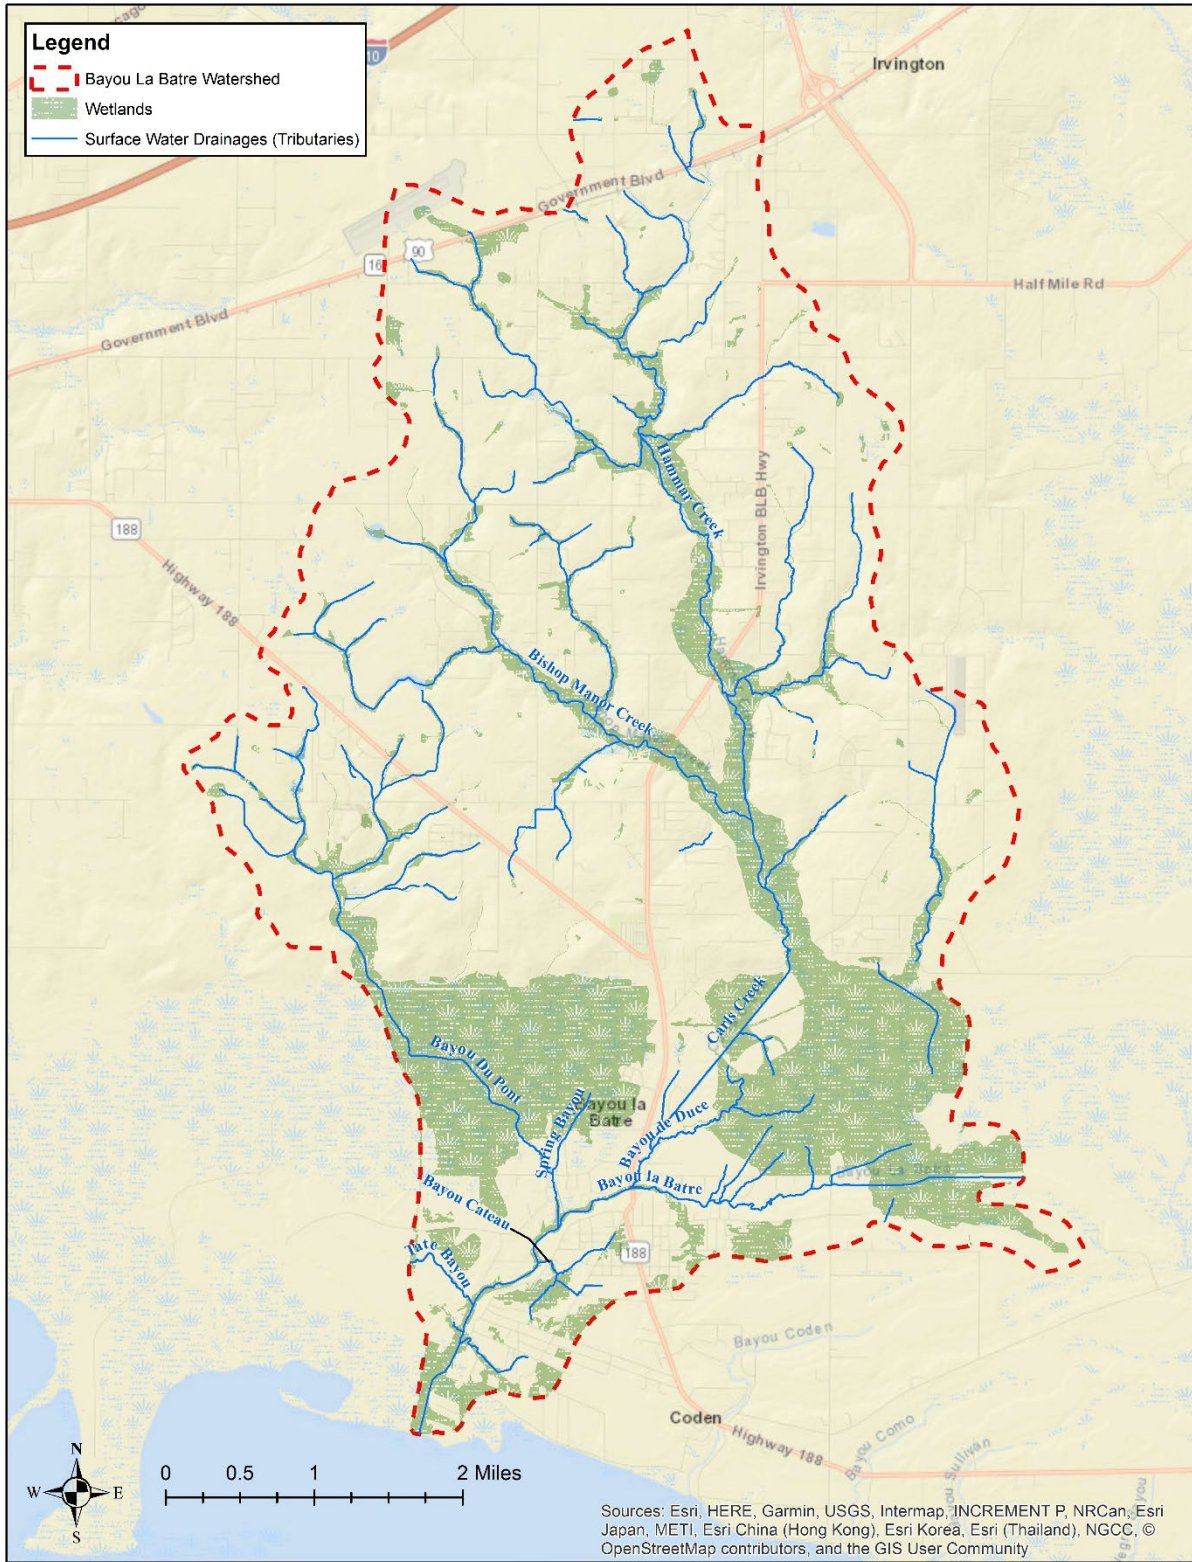 Legend
Bayou La Batre Watershed
Wetlands
Surface Water Drainages (Tributaries)
10
Irvington
Government Blvd
90
16
Half Mile Rd
Government Blvd
Hammar Creek
Irvington BLB Hwy
188
Highway 188
Bishop Manor Creek
Carls Creek
Bayou Du Pont
Spring Bayou
Bayou la
Batre
Bayou de Duce
Bayou la Batre
Bayou Cateau
Tate Bayou
188
Bayou Coden
Coden
Highway 188
Bayou Como
Bayou Sullivan
N
W
E
S
0 0.5 1 2 Miles
Sources: Esri, HERE, Garmin, USGS, Intermap, INCREMENT P, NRCan, Esri
Japan, METI, Esri China (Hong Kong), Esri Korea, Esri (Thailand), NGCC, ©
OpenStreetMap contributors, and the GIS User Community